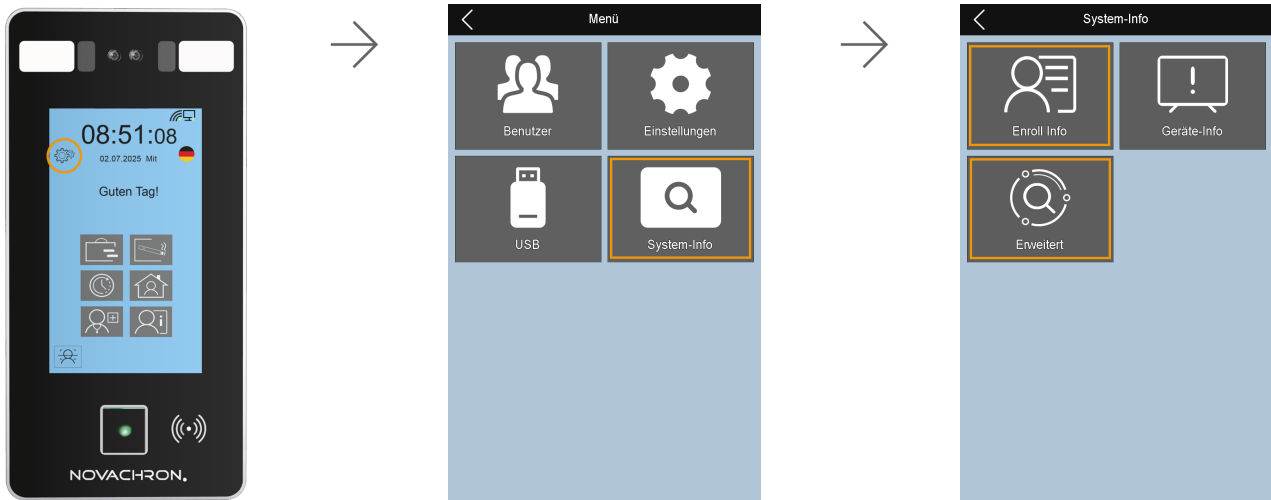 08:51:08
02.07.2025 Mit
Guten Tag!
NOVACHRON.
Menü
Benutzer
Einstellungen
USB
System-Info
System-Info
Enroll Info
Geräte-Info
Erweitert